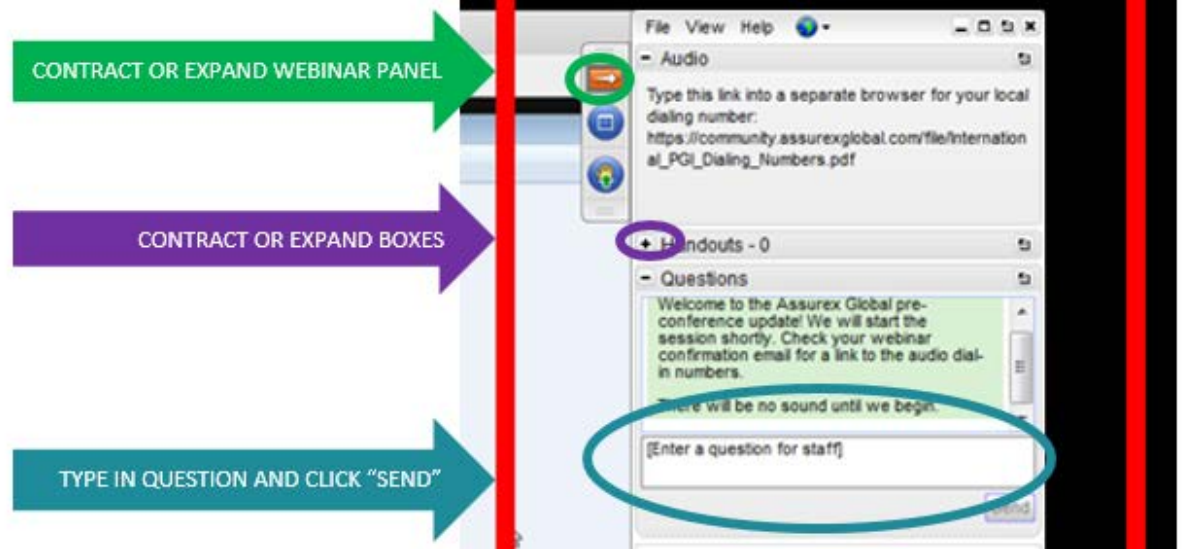 File View Help
CONTRACT OR EXPAND WEBINAR PANEL
- Audio
Type this link into a separate browser for your local
dialing number:
https://community.assurexglobal.com/file/Internation
al_PGI_Dialing_Numbers.pdf
CONTRACT OR EXPAND BOXES
+ Handouts - 0
- Questions
Welcome to the Assurex Global pre-
conference update! We will start the
session shortly. Check your webinar
confirmation email for a link to the audio dial-
in numbers.
There will be no sound until we begin.
[Enter a question for staff]
TYPE IN QUESTION AND CLICK “SEND”
Send